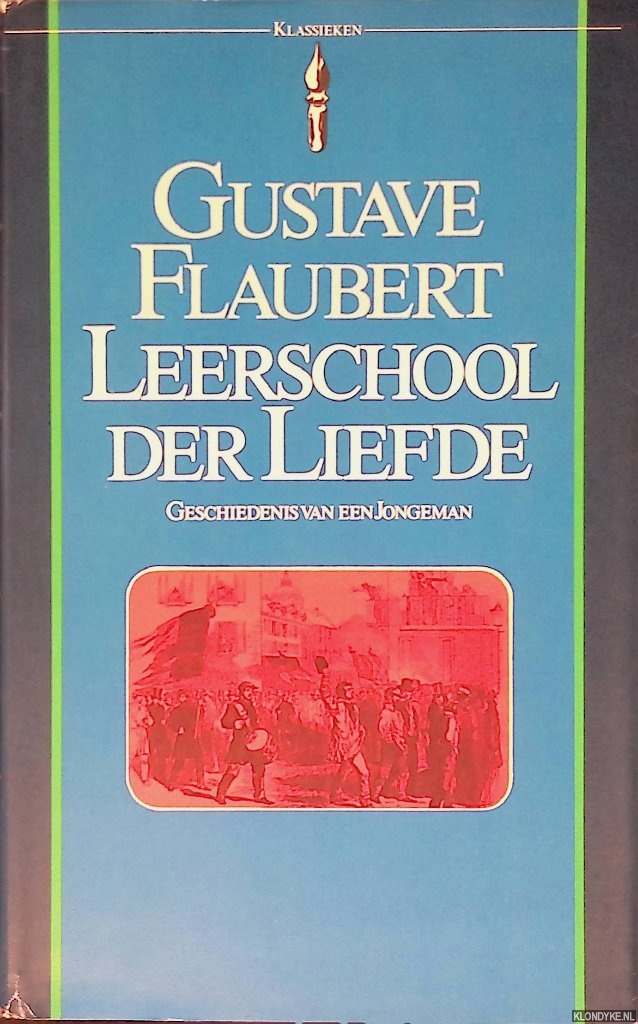 KLASSIEKEN
GUSTAVE
FLAUBERT
LEERSCHOOL
DER LIEFDE
GESCHIEDENIS VAN EEN JONGEMAN
KLONDYKE.NL